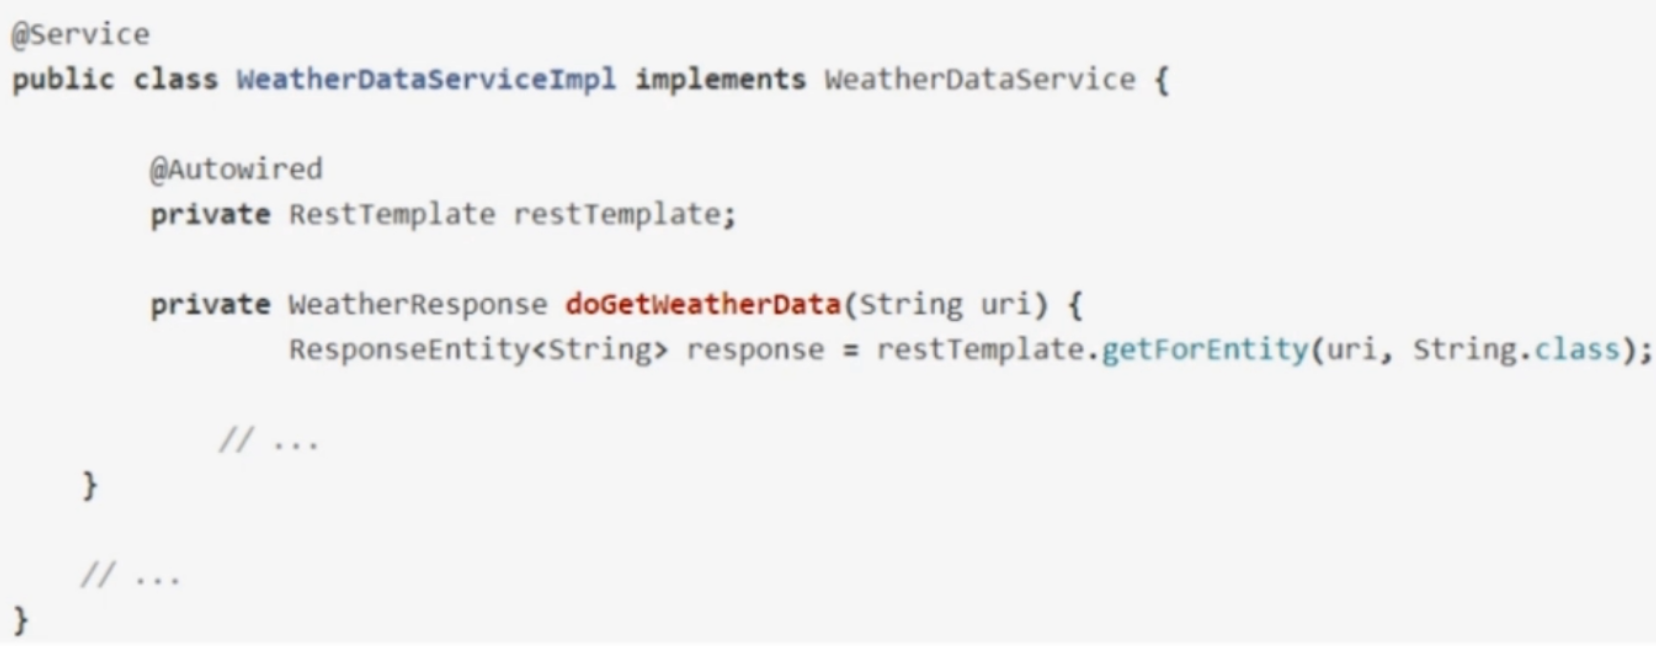 @Service
public class WeatherDataServiceImpl implements WeatherDataService {
@Autowired
private RestTemplate restTemplate;
private WeatherResponse doGetWeatherData(String uri) {
ResponseEntity<String> response = restTemplate.getForEntity(uri, String.class);
// ...
}
// ...
}